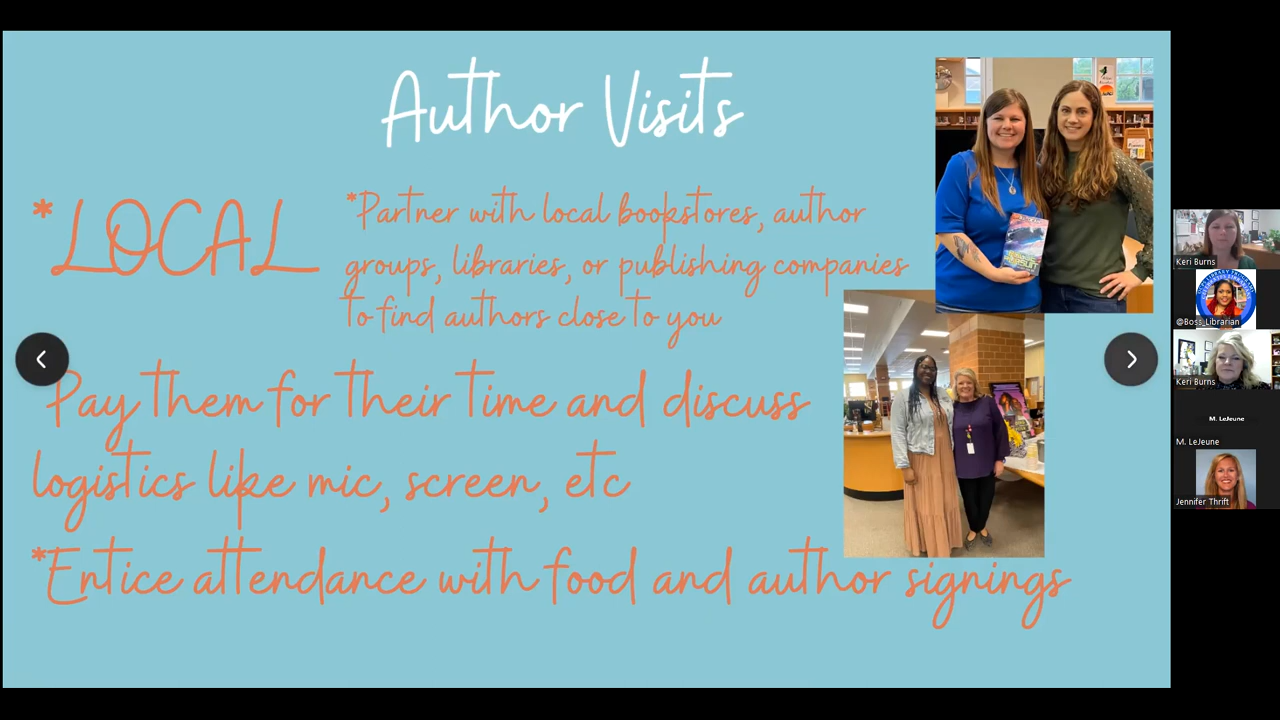 Author Visits
*LOCAL
*Partner with local bookstores, author
groups, libraries, or publishing companies
to find authors close to you
Pay them for their time and discuss
logistics like mic, screen, etc
*Entice attendance with food and author signings
Keri Burns
@Boss_Librarian
Keri Burns
M. LeJeune
M. LeJeune
Jennifer Thrift